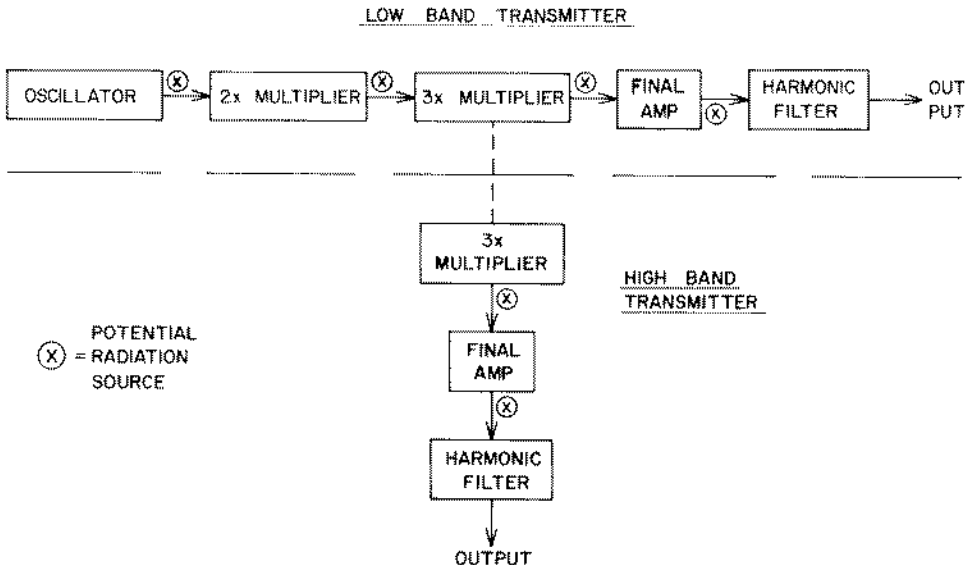 LOW BAND TRANSMITTER
OSCILLATOR
X
2x MULTIPLIER
X
3x MULTIPLIER
X
FINAL
AMP
X
HARMONIC
FILTER
OUT
PUT
3x
MULTIPLIER
HIGH BAND
TRANSMITTER
X
X = POTENTIAL
RADIATION
SOURCE
FINAL
AMP
X
HARMONIC
FILTER
OUTPUT